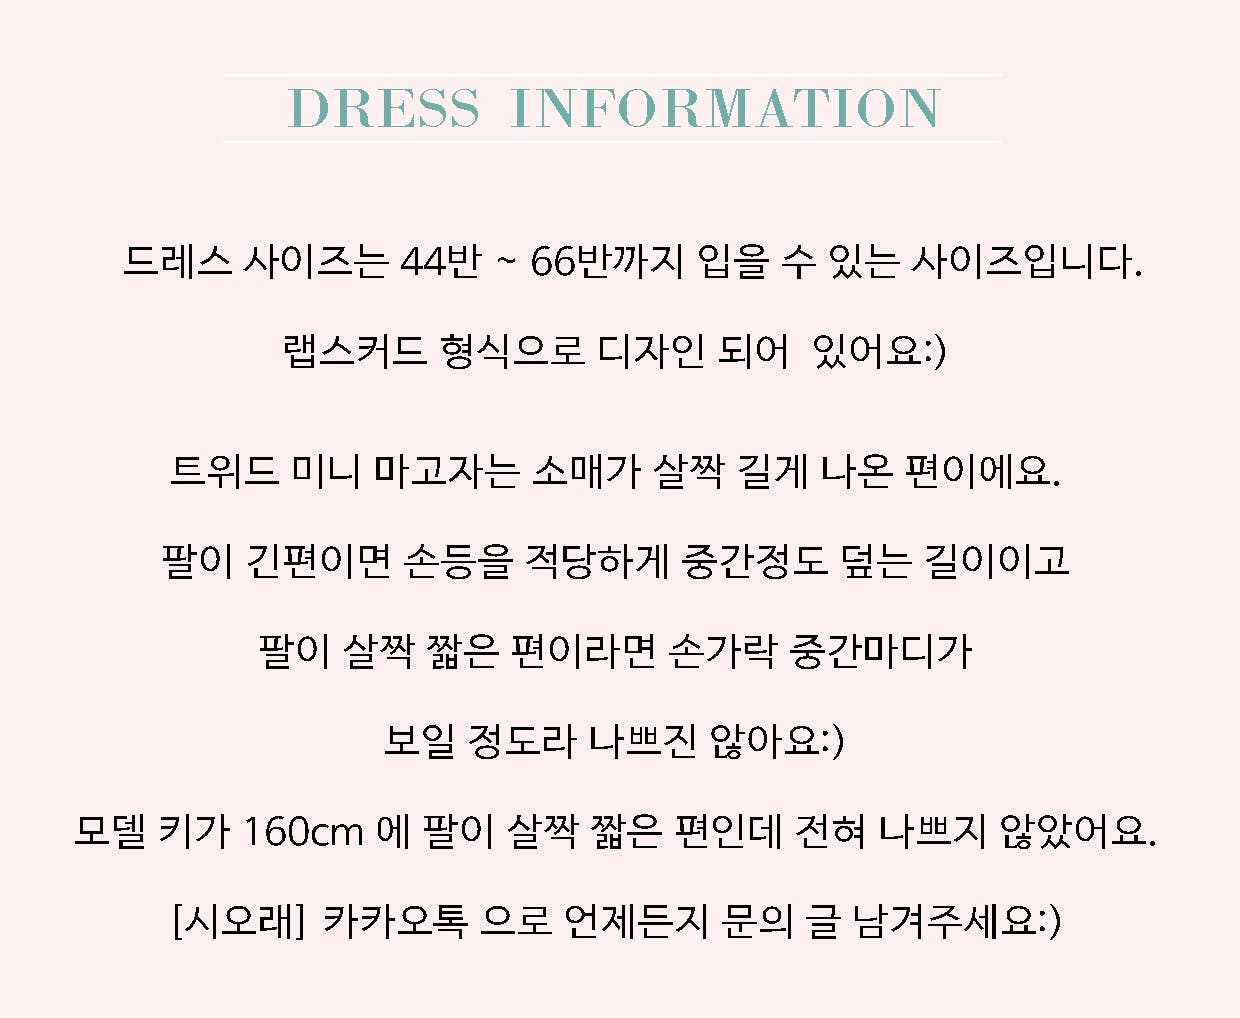 DRESS INFORMATION
드레스 사이즈는 44반 ~ 66반까지 입을 수 있는 사이즈입니다.
랩스커드 형식으로 디자인 되어 있어요:)
트위드 미니 마고자는 소매가 살짝 길게 나온 편이에요.
팔이 긴편이면 손등을 적당하게 중간정도 덮는 길이이고
팔이 살짝 짧은 편이라면 손가락 중간마디가
보일 정도라 나쁘진 않아요:)
모델 키가 160cm 에 팔이 살짝 짧은 편인데 전혀 나쁘지 않았어요.
[시오래] 카카오톡 으로 언제든지 문의 글 남겨주세요:)